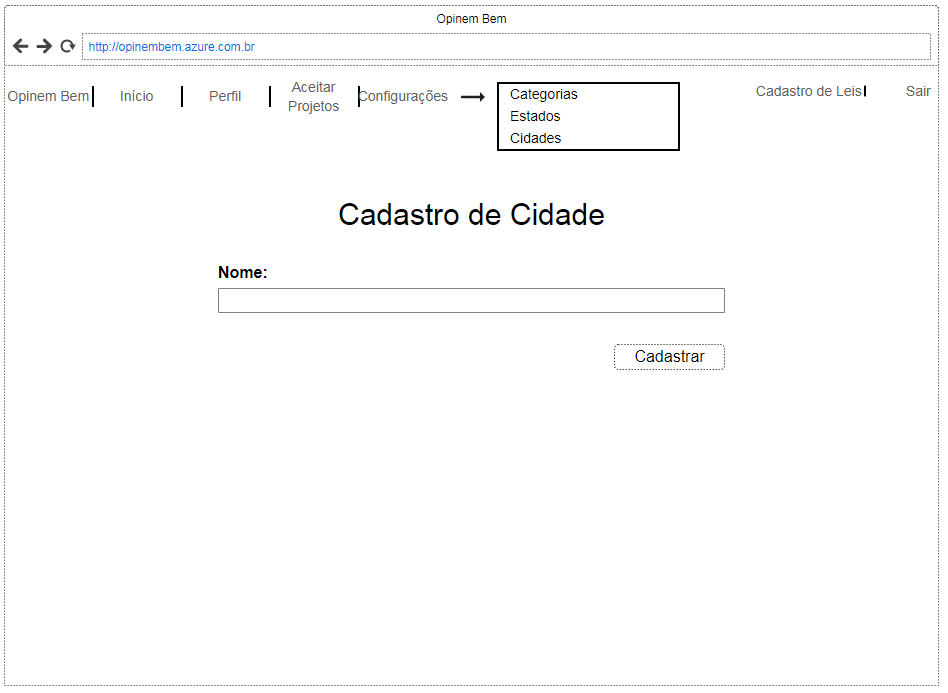 Opinem Bem
http://opinembem.azure.com.br
Opinem Bem
Início
Perfil
Aceitar
Projetos
Configurações
Categorias
Estados
Cidades
Cadastro de Leis
Sair
Cadastro de Cidade
Nome:
Cadastrar